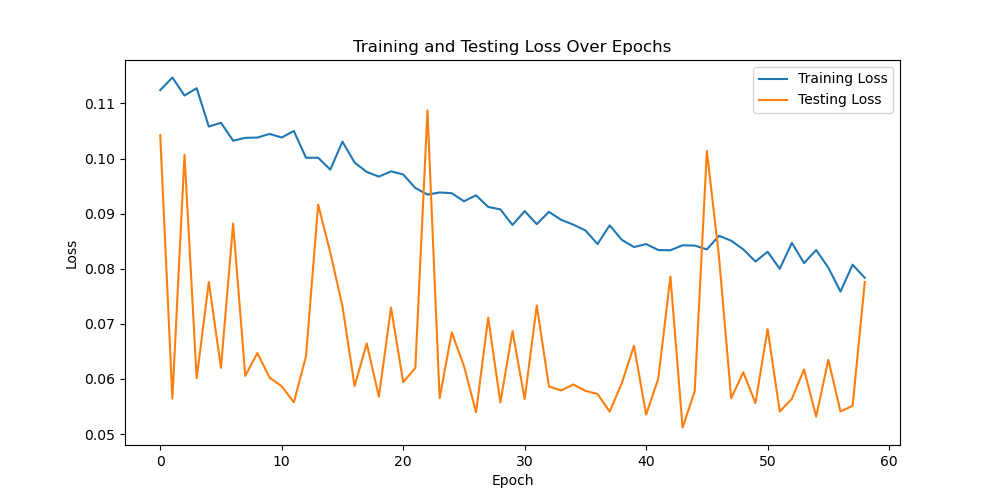 Training and Testing Loss Over Epochs
Training Loss
Testing Loss
0.11
0.10
0.09
0.08
0.07
0.06
0.05
Loss
0 10 20 30 40 50 60
Epoch